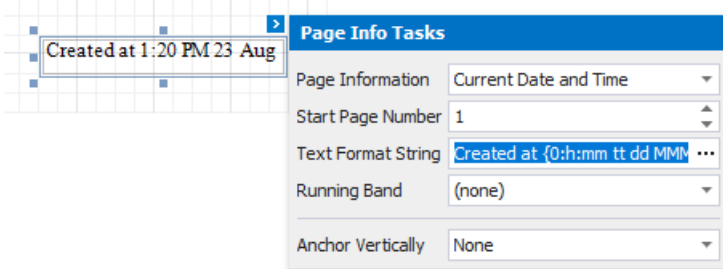 Created at 1:20 PM 23 Aug
Page Info Tasks
Page Information Current Date and Time
Start Page Number 1
Text Format String Created at {0:h:mm tt dd MMM ...
Running Band (none)
Anchor Vertically None